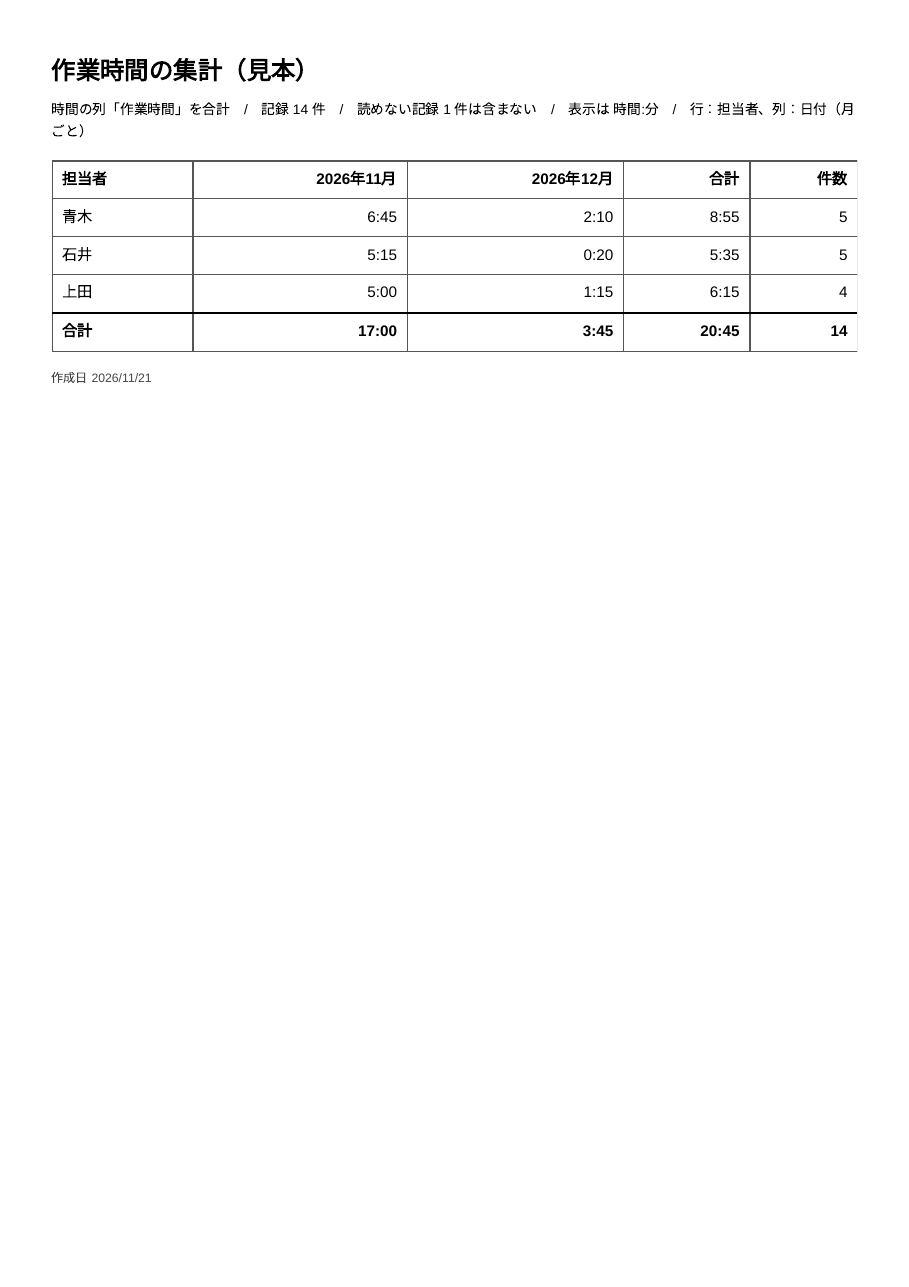 作業時間の集計（見本）
時間の列「作業時間」を合計　/　記録 14 件　/　読めない記録 1 件は含まない　/　表示は 時間:分　/　行：担当者、列：日付（月
ごと）
担当者 2026年11月 2026年12月 合計 件数
青木 6:45 2:10 8:55 5
石井 5:15 0:20 5:35 5
上田 5:00 1:15 6:15 4
合計 17:00 3:45 20:45 14
作成日 2026/11/21